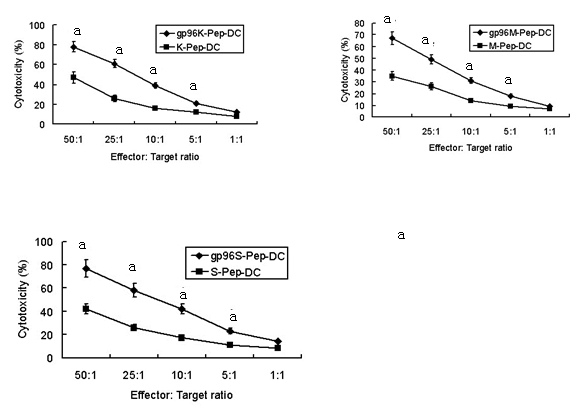 a
gp96K-Pep-DC
K-Pep-DC
a
a
a
Cytotoxicity (%)
100
80
60
40
20
0
50:1 25:1 10:1 5:1 1:1
Effector: Target ratio
a
gp96M-Pep-DC
M-Pep-DC
a
a
a
Cytotoxicity (%)
80
70
60
50
40
30
20
10
0
50:1 25:1 10:1 5:1 1:1
Effector: Target ratio
a
gp96S-Pep-DC
S-Pep-DC
a
a
a
Cytotoxicity (%)
100
80
60
40
20
0
50:1 25:1 10:1 5:1 1:1
Effector: Target ratio
a